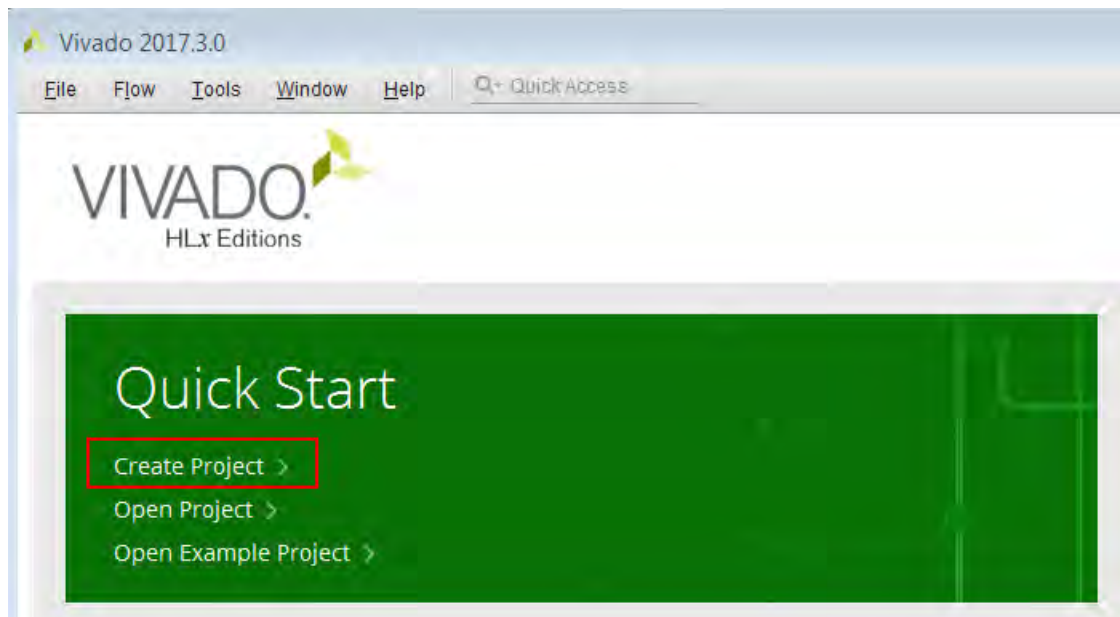 Vivado 2017.3.0
File Flow Tools Window Help Quick Access
VIVADO.
HLx Editions
Quick Start
Create Project >
Open Project >
Open Example Project >